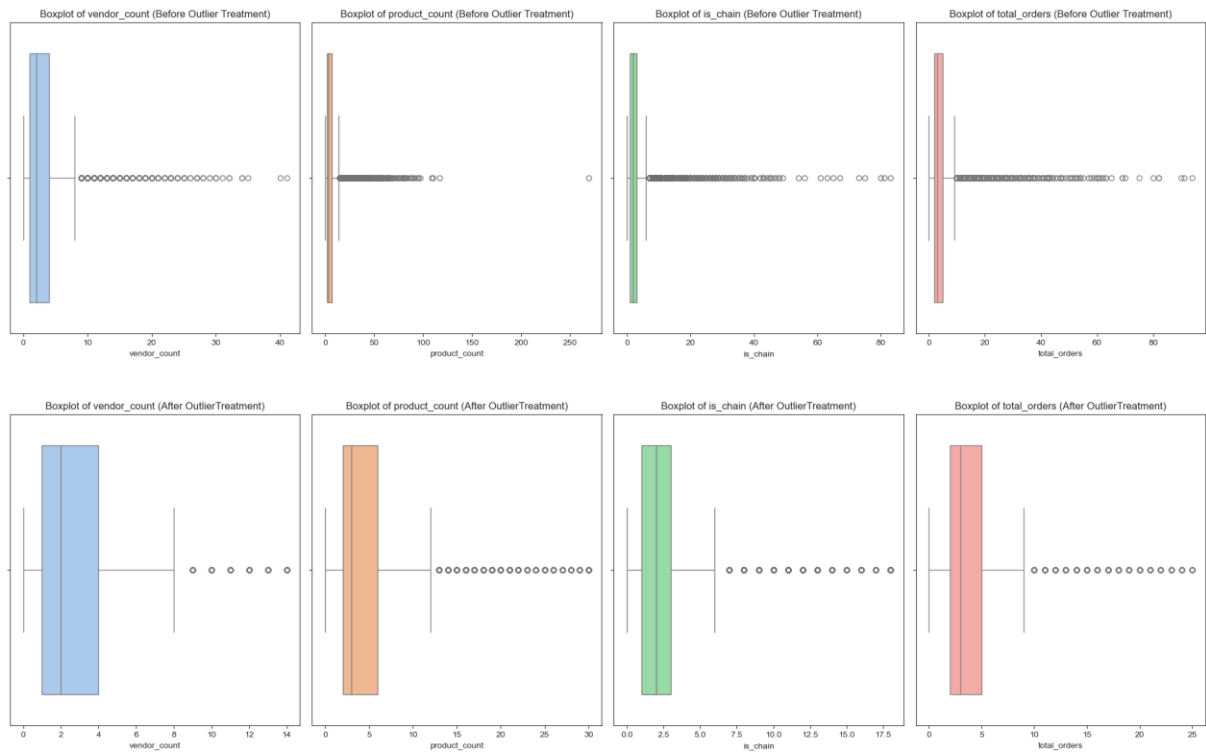 Boxplot of vendor_count (Before Outlier Treatment)
Boxplot of product_count (Before Outlier Treatment)
Boxplot of is_chain (Before Outlier Treatment)
Boxplot of total_orders (Before Outlier Treatment)
0 10 20 30 40
vendor_count
0 50 100 150 200 250
product_count
0 20 40 60 80
is_chain
0 20 40 60 80
total_orders
Boxplot of vendor_count (After OutlierTreatment)
Boxplot of product_count (After OutlierTreatment)
Boxplot of is_chain (After OutlierTreatment)
Boxplot of total_orders (After OutlierTreatment)
0 2 4 6 8 10 12 14
vendor_count
0 5 10 15 20 25 30
product_count
0.0 2.5 5.0 7.5 10.0 12.5 15.0 17.5
is_chain
0 5 10 15 20 25
total_orders